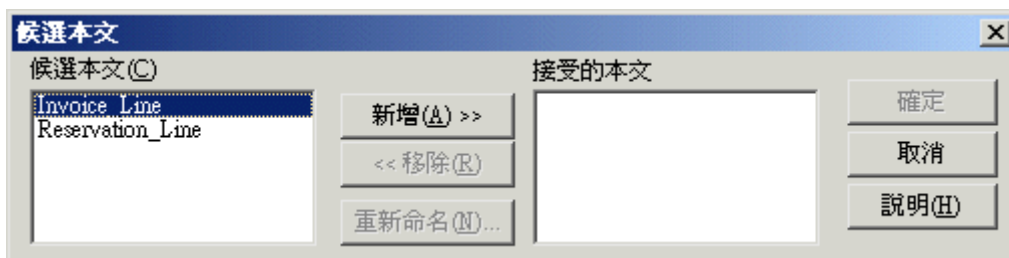 候選本文
候選本文(C)
接受的本文
Invoice_Line
Reservation_Line
新增(A) >>
<< 移除(R)
重新命名(N)...
確定
取消
說明(H)